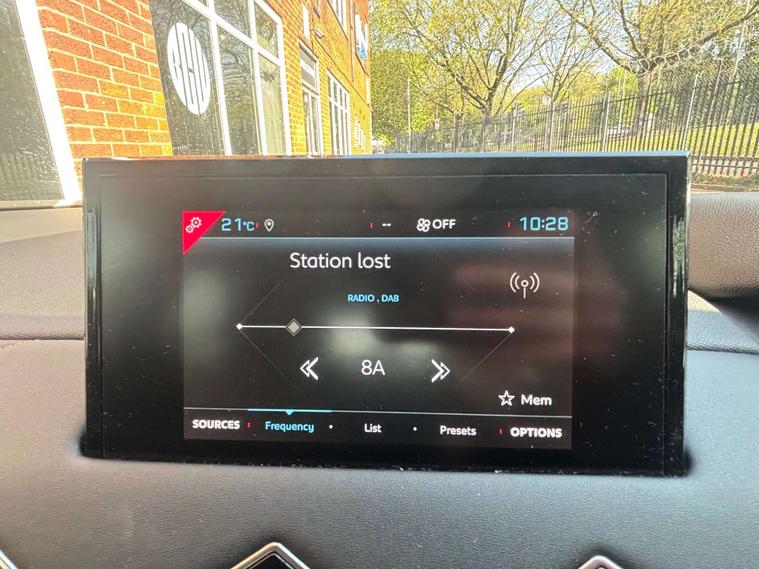 21°C -- OFF 10:28
Station lost
RADIO , DAB
8A
Mem
SOURCES Frequency List Presets OPTIONS